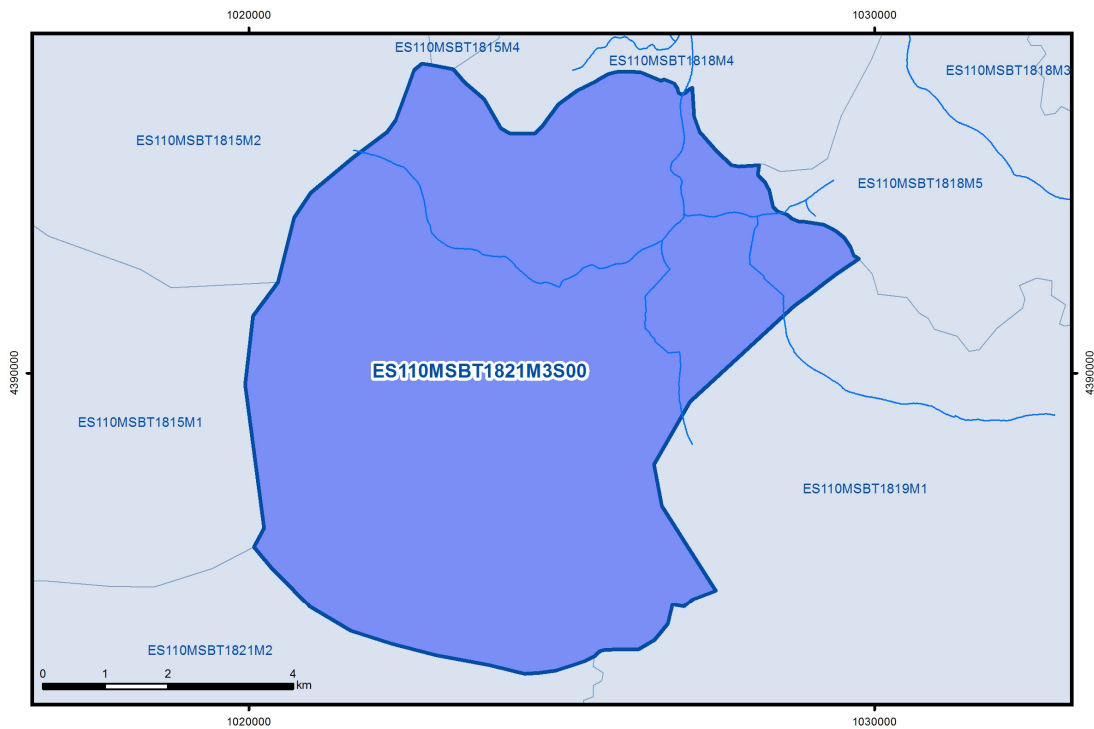 1020000 1030000
ES110MSBT1815M4
ES110MSBT1818M4
ES110MSBT1818M3
ES110MSBT1815M2
ES110MSBT1818M5
4390000 ES110MSBT1821M3S00 4390000
ES110MSBT1815M1
ES110MSBT1819M1
ES110MSBT1821M2
0 1 2 4
km
1020000 1030000